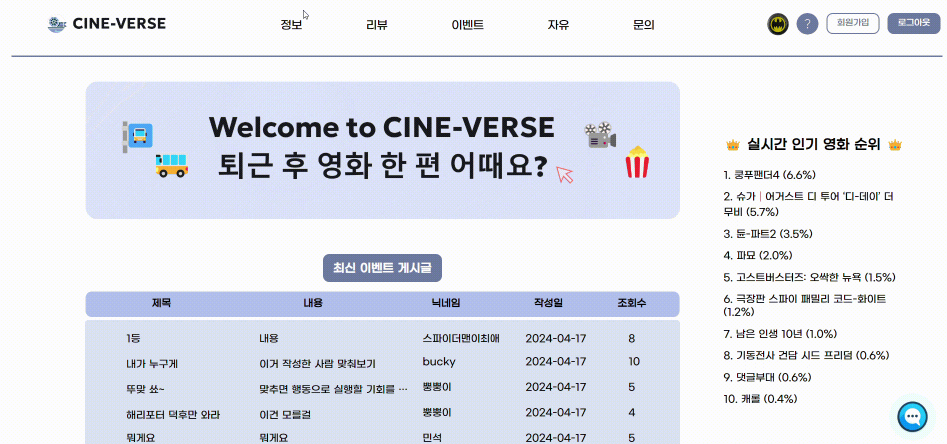 CINE-VERSE
정보 리뷰 이벤트 자유 문의
? 회원가입 로그아웃
Welcome to CINE-VERSE
퇴근 후 영화 한 편 어때요?
최신 이벤트 게시글
제목 내용 닉네임 작성일 조회수
1등 내용 스파이더맨이최애 2024-04-17 8
내가 누구게 이거 작성한 사람 맞춰보기 bucky 2024-04-17 10
뚜맞 쑈~ 맞추면 행동으로 실행할 기회를 … 뿡뿡이 2024-04-17 5
해리포터 덕후만 와라 이건 모를걸 뿡뿡이 2024-04-17 4
뭐게요 뭐게요 민석 2024-04-17 5
실시간 인기 영화 순위
1. 쿵푸팬더4 (6.6%)
2. 슈가│어거스트 디 투어 ‘디-데이’ 더
무비 (5.7%)
3. 듄-파트2 (3.5%)
4. 파묘 (2.0%)
5. 고스트버스터즈: 오싹한 뉴욕 (1.5%)
6. 극장판 스파이 패밀리 코드-화이트
(1.2%)
7. 남은 인생 10년 (1.0%)
8. 기동전사 건담 시드 프리덤 (0.6%)
9. 댓글부대 (0.6%)
10. 캐롤 (0.4%)